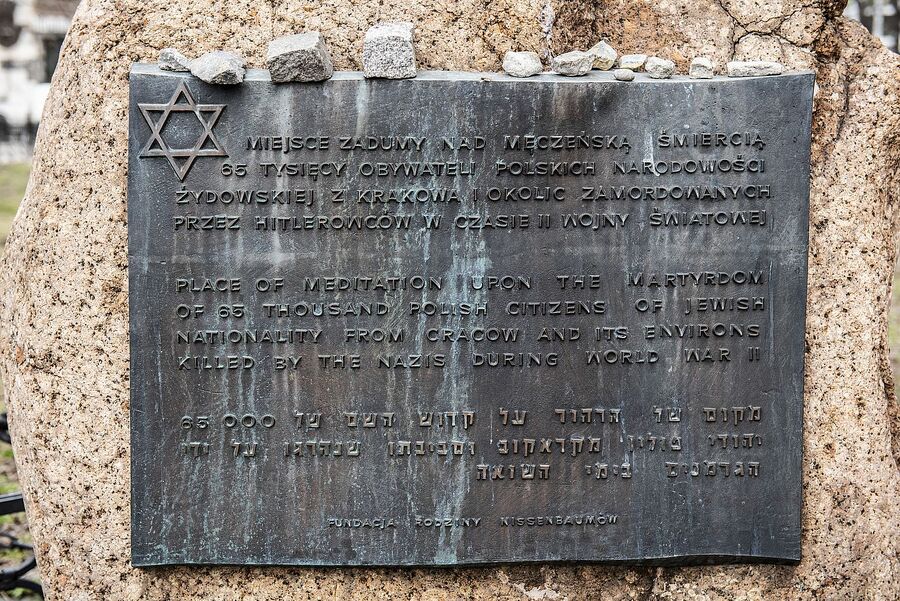 MIEJSCE ZADUMY NAD MĘCZEŃSKĄ ŚMIERCIĄ
65 TYSIĘCY OBYWATELI POLSKICH NARODOWOŚCI
ŻYDOWSKIEJ Z KRAKOWA I OKOLIC ZAMORDOWANYCH
PRZEZ HITLEROWCÓW W CZASIE II WOJNY ŚWIATOWEJ
PLACE OF MEDITATION UPON THE MARTYRDOM
OF 65 THOUSAND POLISH CITIZENS OF JEWISH
NATIONALITY FROM CRACOW AND ITS ENVIRONS
KILLED BY THE NAZIS DURING WORLD WAR II
מקום של הרהור על קדוש השם של 65 000
יהודי פולין מקראקוב וסביבתו שנהרגו על ידי
הגרמנים בימי השואה
FUNDACJA RODZINY NISSENBAUMÓW